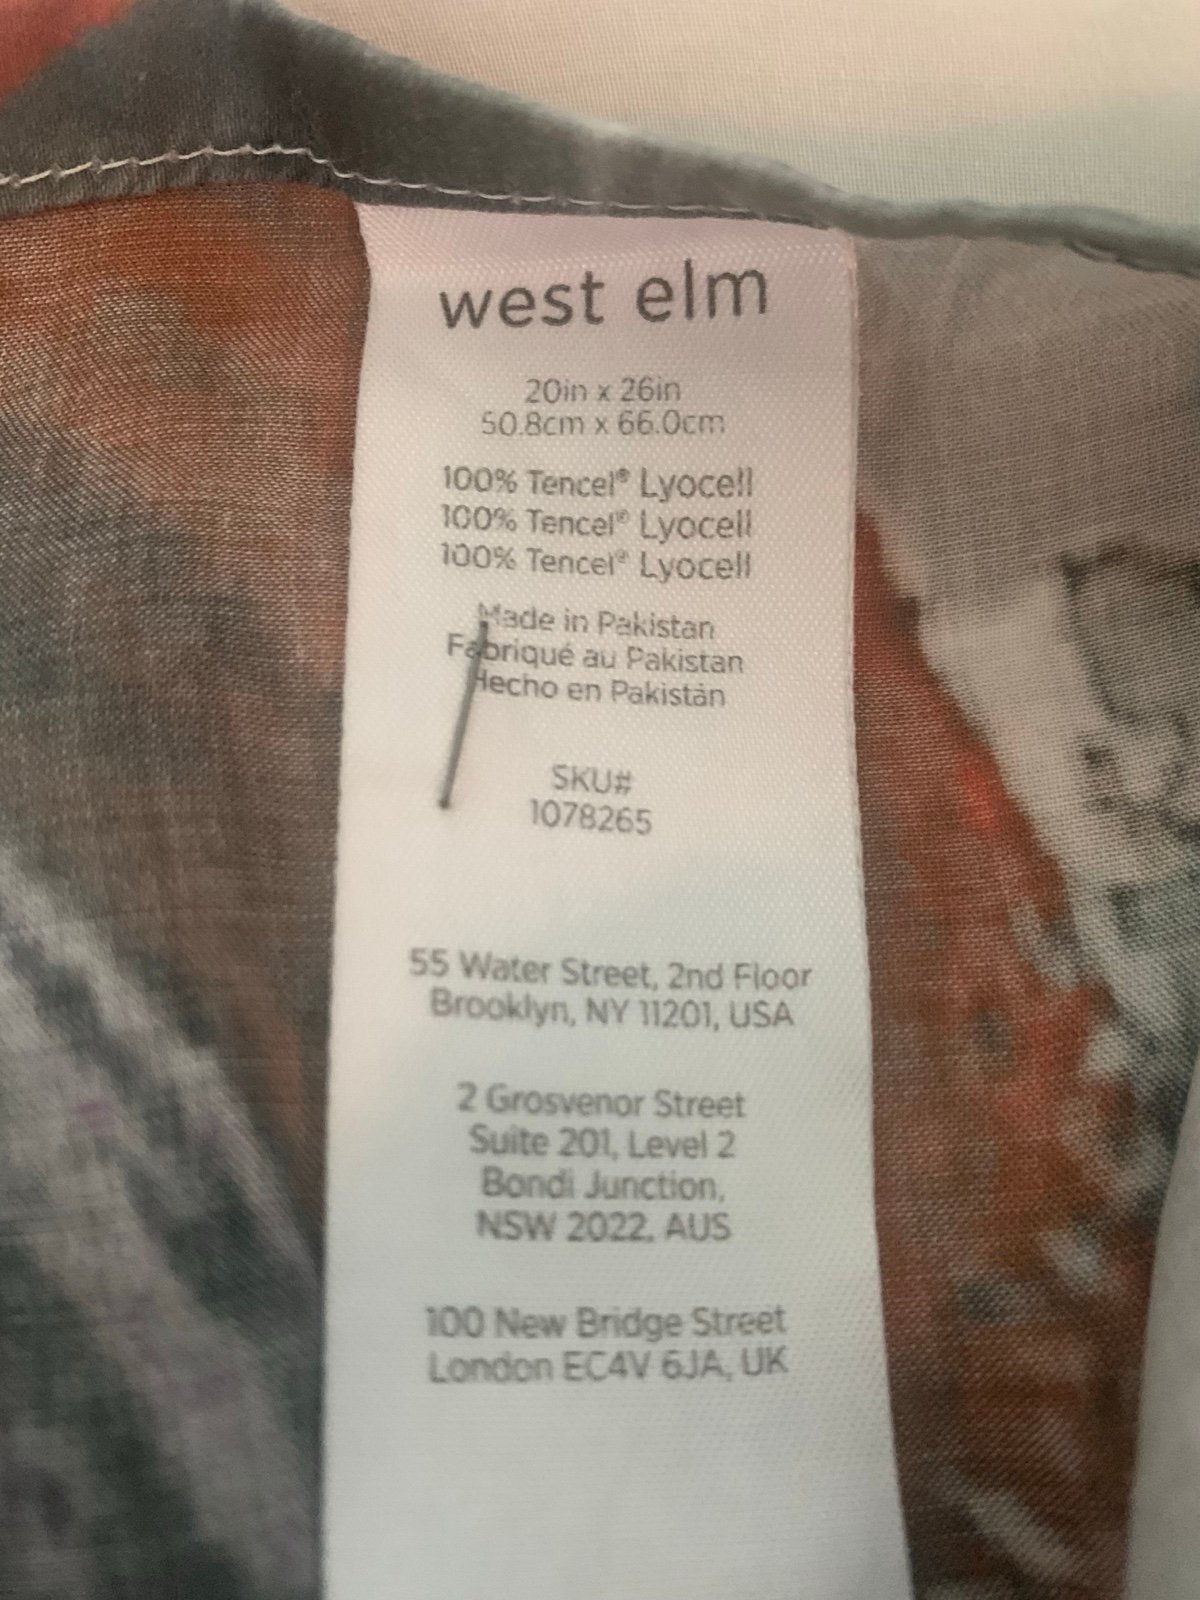 west elm
20in x 26in
50.8cm x 66.0cm
100% Tencel® Lyocell
100% Tencel® Lyocell
100% Tencel® Lyocell
Made in Pakistan
Fabriqué au Pakistan
Hecho en Pakistán
SKU#
1078265
55 Water Street, 2nd Floor
Brooklyn, NY 11201, USA
2 Grosvenor Street
Suite 201, Level 2
Bondi Junction,
NSW 2022, AUS
100 New Bridge Street
London EC4V 6JA, UK